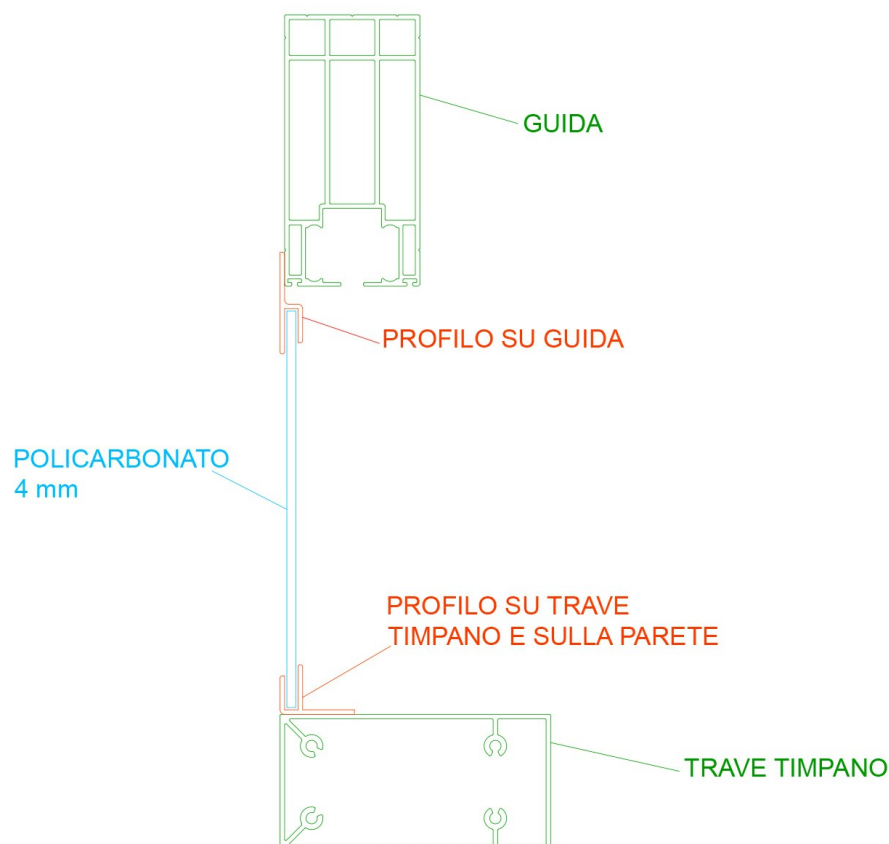 GUIDA
PROFILO SU GUIDA
POLICARBONATO
4 mm
PROFILO SU TRAVE
TIMPANO E SULLA PARETE
TRAVE TIMPANO